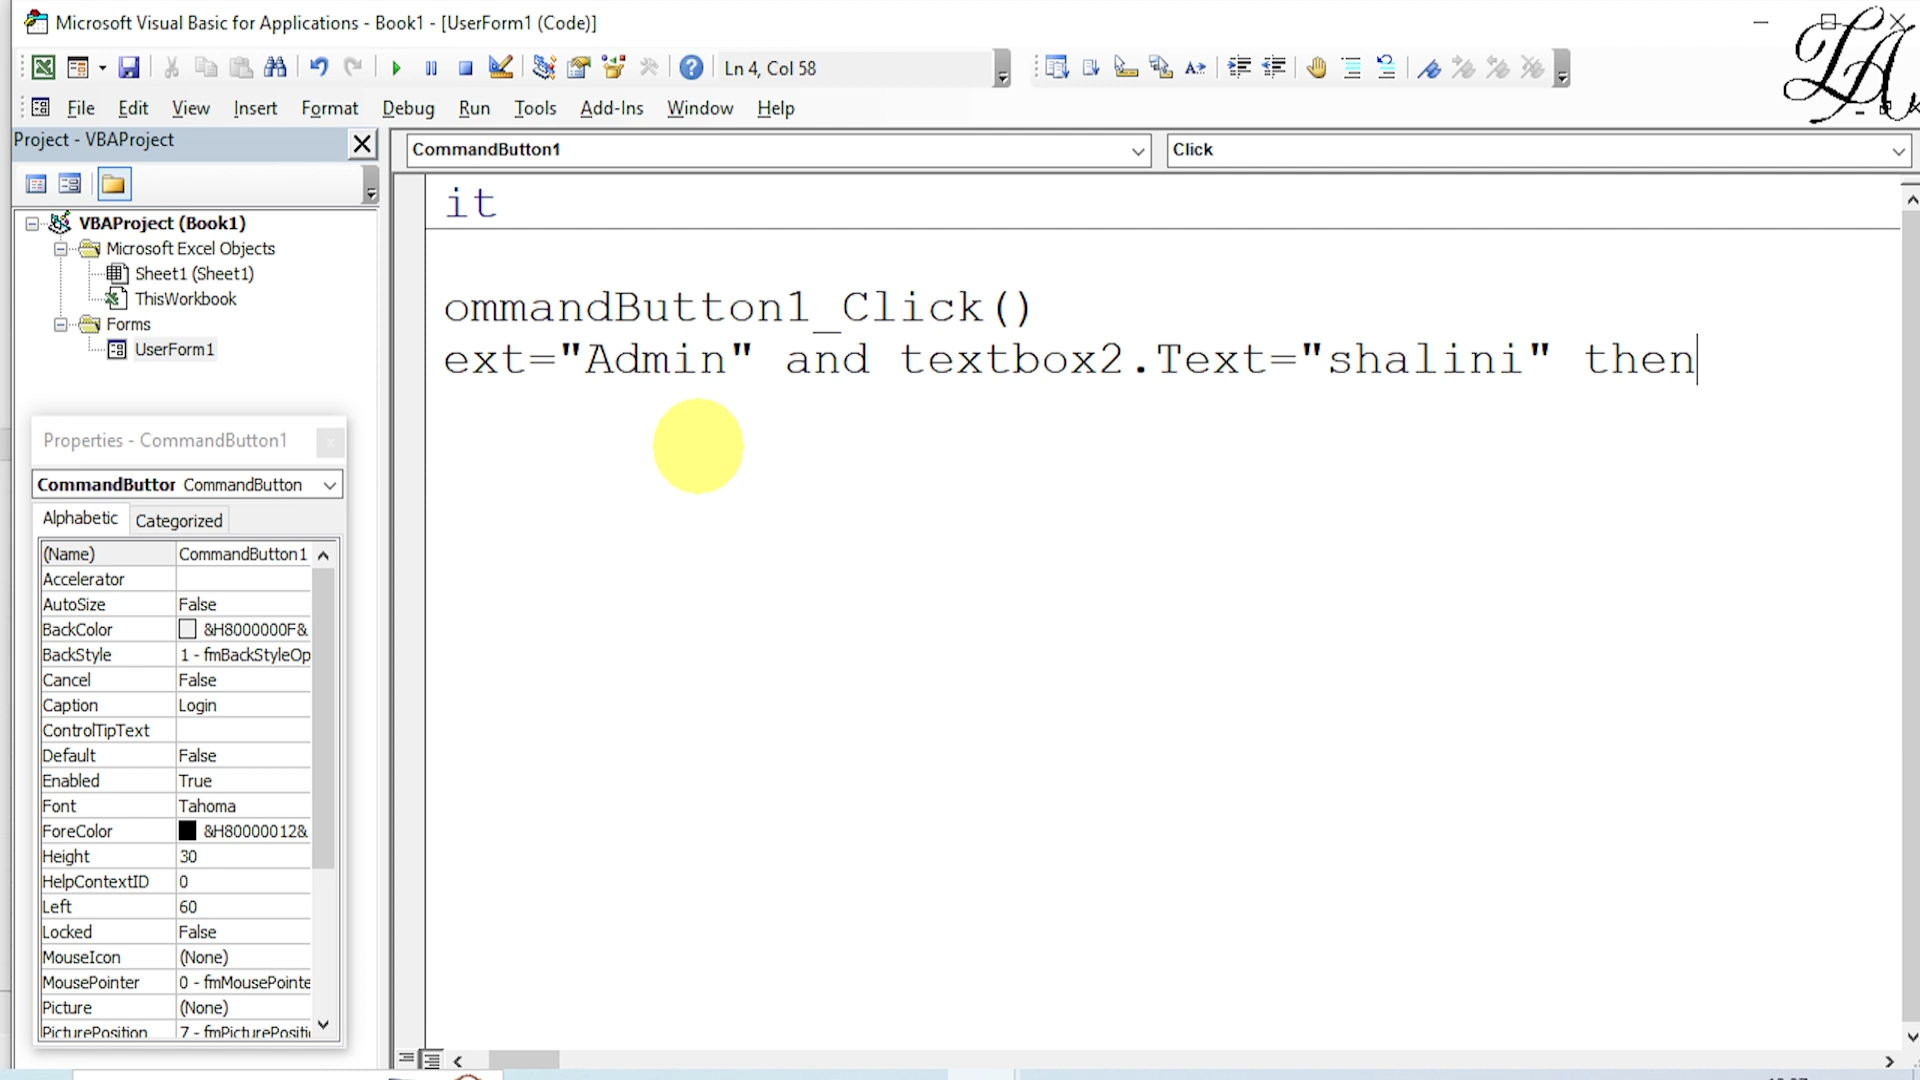 Microsoft Visual Basic for Applications - Book1 - [UserForm1 (Code)]
Ln 4, Col 58
File Edit View Insert Format Debug Run Tools Add-Ins Window Help
Project - VBAProject
CommandButton1 Click
it
VBAProject (Book1)
Microsoft Excel Objects
Sheet1 (Sheet1)
ThisWorkbook
Forms
UserForm1
ommandButton1_Click()
ext="Admin" and textbox2.Text="shalini" then
Properties - CommandButton1
CommandButtor CommandButton
Alphabetic Categorized
(Name) CommandButton1
Accelerator
AutoSize False
BackColor &H8000000F&
BackStyle 1 - fmBackStyleOp
Cancel False
Caption Login
ControlTipText
Default False
Enabled True
Font Tahoma
ForeColor &H80000012&
Height 30
HelpContextID 0
Left 60
Locked False
MouseIcon (None)
MousePointer 0 - fmMousePointe
Picture (None)
PicturePosition 7 - fmPicturePositi
LA